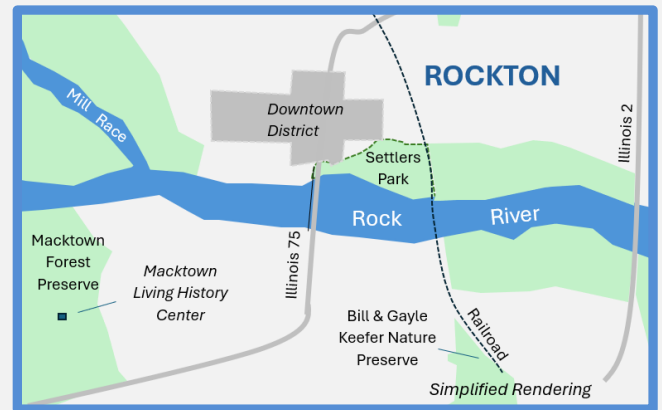 ROCKTON
Mill Race
Downtown
District
Illinois 2
Settlers
Park
Rock
River
Macktown
Forest
Preserve
Macktown
Living History
Center
Illinois 75
Bill & Gayle
Keefer Nature
Preserve
Railroad
Simplified Rendering